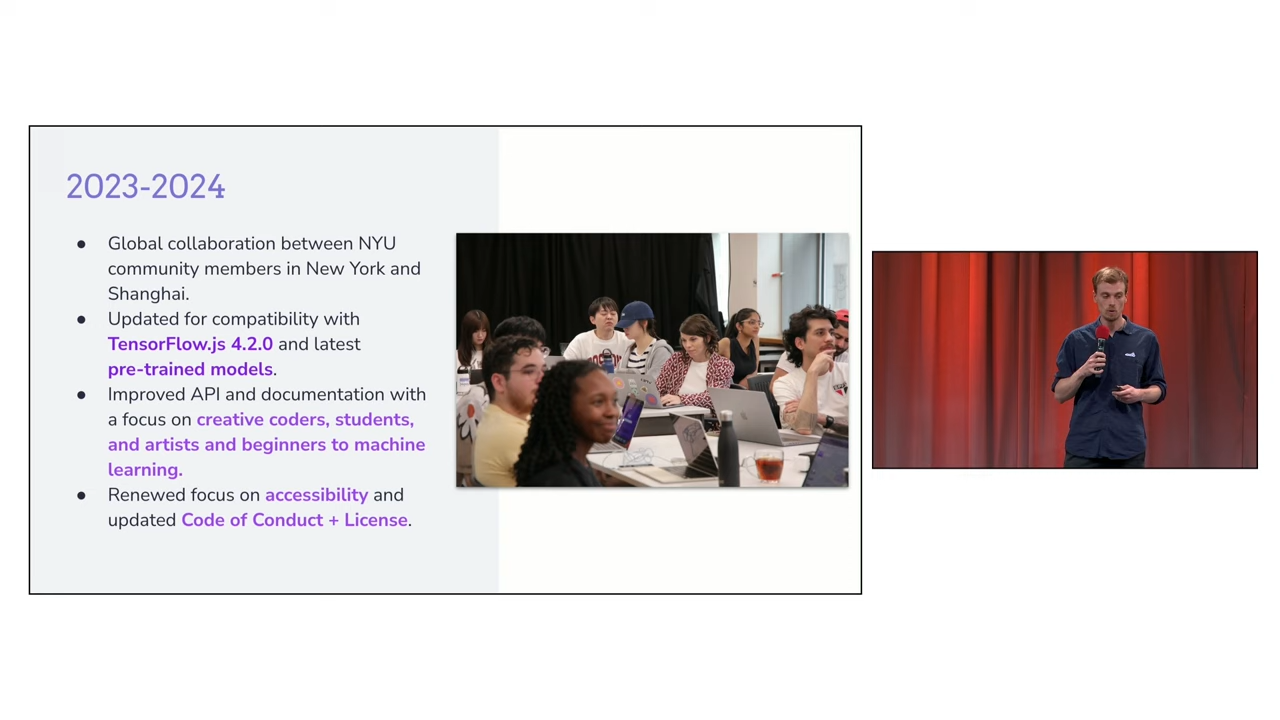 2023-2024
● Global collaboration between NYU
community members in New York and
Shanghai.
● Updated for compatibility with
TensorFlow.js 4.2.0 and latest
pre-trained models.
● Improved API and documentation with
a focus on creative coders, students,
and artists and beginners to machine
learning.
● Renewed focus on accessibility and
updated Code of Conduct + License.